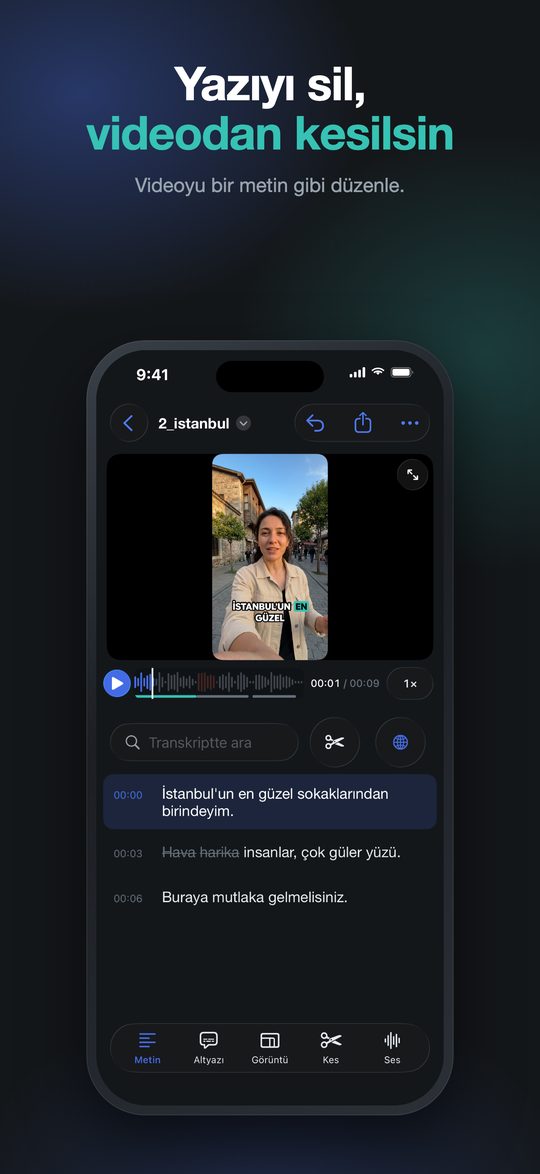 Yazıyı sil,
videodan kesilsin
Videoyu bir metin gibi düzenle.
9:41
2_istanbul
İSTANBUL'UN EN
GÜZEL
00:01 / 00:09
1×
Transkriptte ara
00:00 İstanbul'un en güzel sokaklarından
birindeyim.
00:03 Hava harika insanlar, çok güler yüzü.
00:06 Buraya mutlaka gelmelisiniz.
Metin Altyazı Görüntü Kes Ses